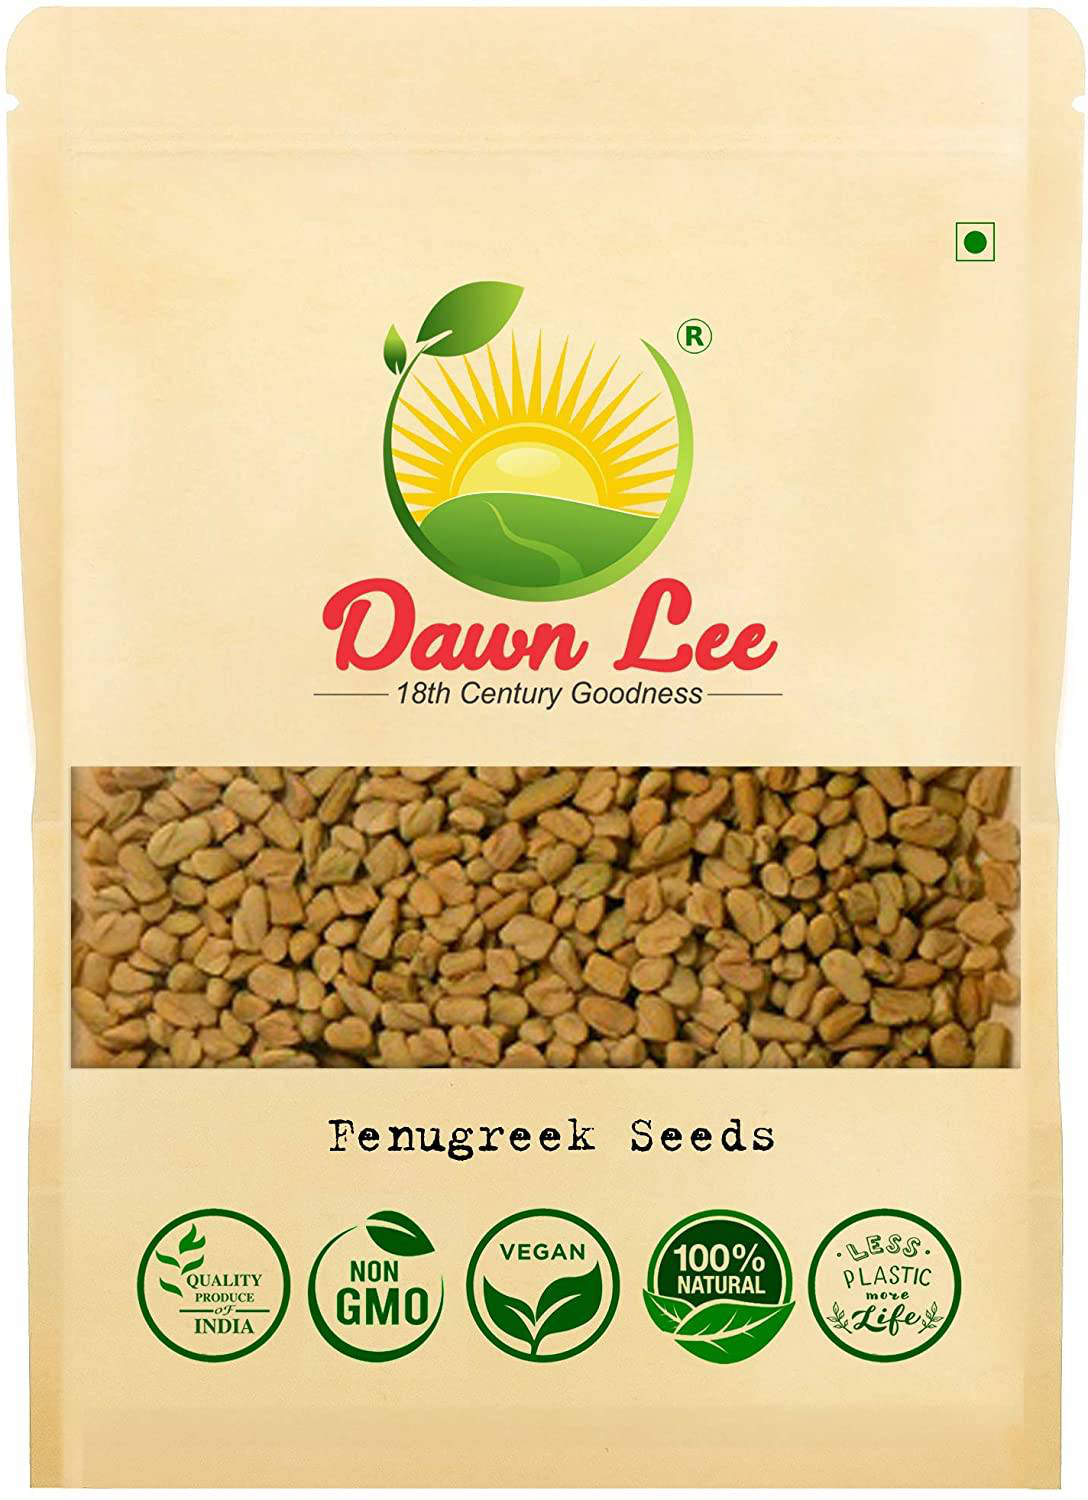 ®
Dawn Lee
18th Century Goodness
Fenugreek Seeds
QUALITY
PRODUCE
OF
INDIA
NON
GMO
VEGAN
100%
NATURAL
LESS
PLASTIC
more
Life